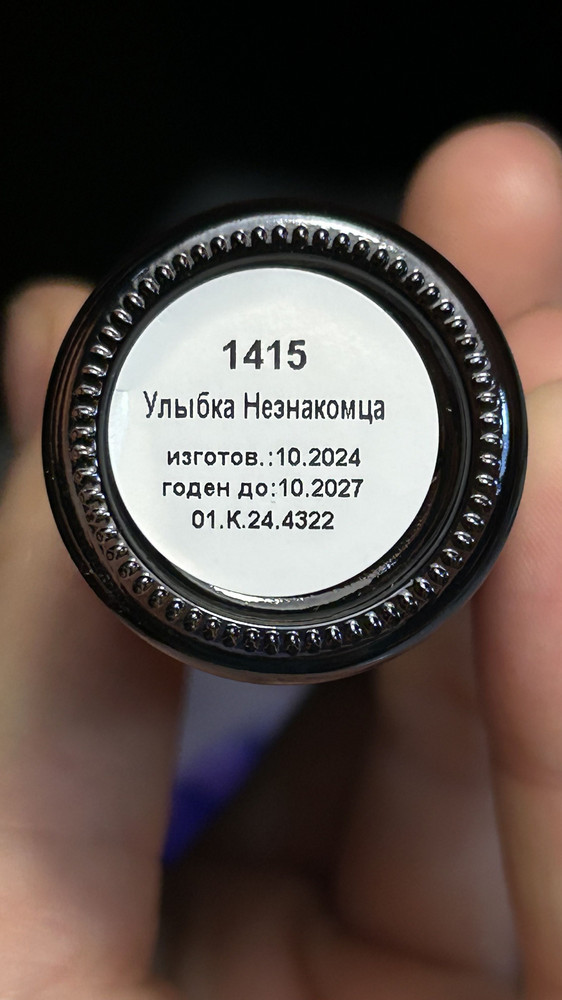 1415
Улыбка Незнакомца
изготов.:10.2024
годен до:10.2027
01.К.24.4322